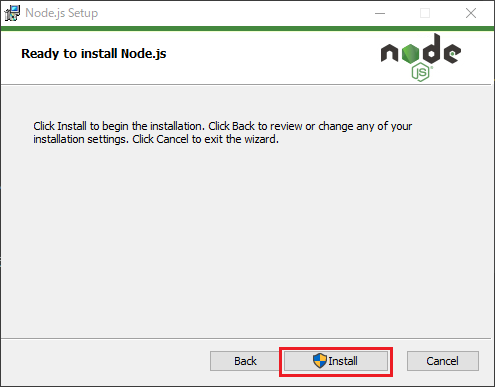 Node.js Setup
Ready to install Node.js
node
JS
Click Install to begin the installation. Click Back to review or change any of your
installation settings. Click Cancel to exit the wizard.
Back
Install
Cancel